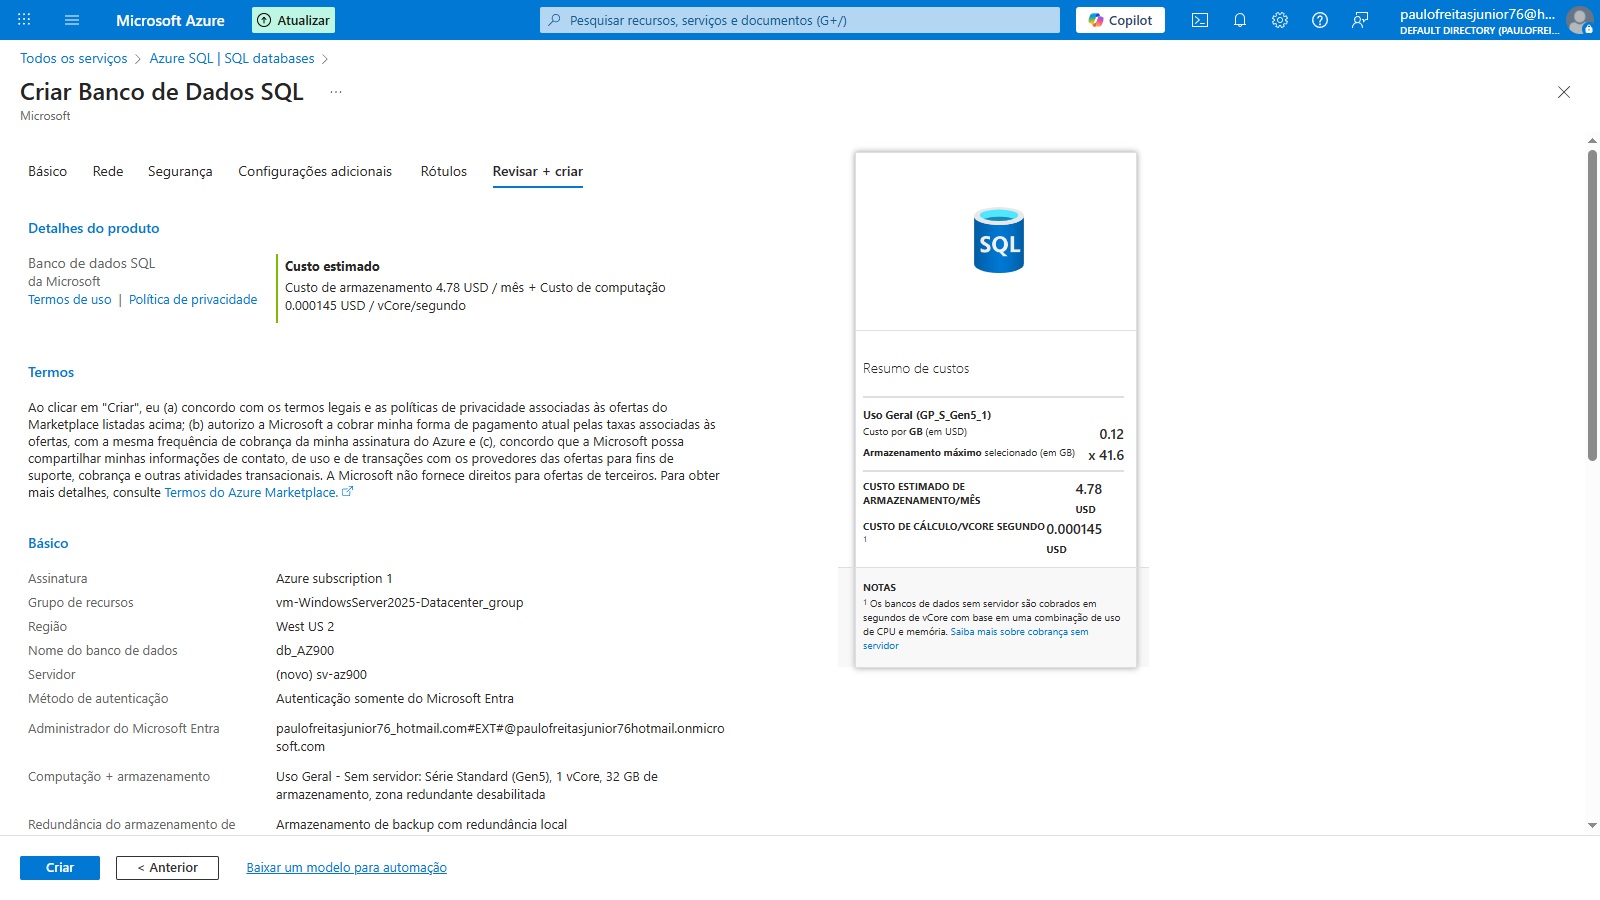 Microsoft Azure
Atualizar
Pesquisar recursos, serviços e documentos (G+/)
Copilot
paulofreitasjunior76@h...
DEFAULT DIRECTORY (PAULOFREI...
Todos os serviços > Azure SQL | SQL databases >
Criar Banco de Dados SQL ...
Microsoft
Básico
Rede
Segurança
Configurações adicionais
Rótulos
Revisar + criar
Detalhes do produto
Banco de dados SQL
da Microsoft
Termos de uso | Política de privacidade
Custo estimado
Custo de armazenamento 4.78 USD / mês + Custo de computação
0.000145 USD / vCore/segundo
Termos
Ao clicar em "Criar", eu (a) concordo com os termos legais e as políticas de privacidade associadas às ofertas do
Marketplace listadas acima; (b) autorizo a Microsoft a cobrar minha forma de pagamento atual pelas taxas associadas às
ofertas, com a mesma frequência de cobrança da minha assinatura do Azure e (c), concordo que a Microsoft possa
compartilhar minhas informações de contato, de uso e de transações com os provedores das ofertas para fins de
suporte, cobrança e outras atividades transacionais. A Microsoft não fornece direitos para ofertas de terceiros. Para obter
mais detalhes, consulte Termos do Azure Marketplace.
Básico
Assinatura Azure subscription 1
Grupo de recursos vm-WindowsServer2025-Datacenter_group
Região West US 2
Nome do banco de dados db_AZ900
Servidor (novo) sv-az900
Método de autenticação Autenticação somente do Microsoft Entra
Administrador do Microsoft Entra paulofreitasjunior76_hotmail.com#EXT#@paulofreitasjunior76hotmail.onmicro
soft.com
Computação + armazenamento Uso Geral - Sem servidor: Série Standard (Gen5), 1 vCore, 32 GB de
armazenamento, zona redundante desabilitada
Redundância do armazenamento de Armazenamento de backup com redundância local
SQL
Resumo de custos
Uso Geral (GP_S_Gen5_1)
Custo por GB (em USD) 0.12
Armazenamento máximo selecionado (em GB) x 41.6
CUSTO ESTIMADO DE
ARMAZENAMENTO/MÊS
4.78
USD
CUSTO DE CÁLCULO/VCORE SEGUNDO 0.000145
1
USD
NOTAS
1 Os bancos de dados sem servidor são cobrados em
segundos de vCore com base em uma combinação de uso
de CPU e memória. Saiba mais sobre cobrança sem
servidor
Criar
< Anterior
Baixar um modelo para automação